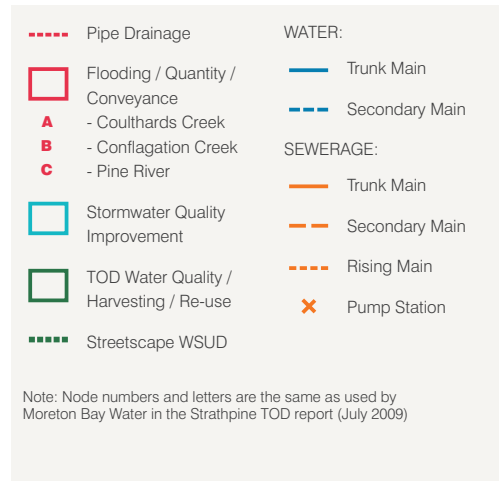 Pipe Drainage
Flooding / Quantity /
Conveyance
A - Coulthards Creek
B - Conflagation Creek
C - Pine River
Stormwater Quality
Improvement
TOD Water Quality /
Harvesting / Re-use
Streetscape WSUD
WATER:
Trunk Main
Secondary Main
SEWERAGE:
Trunk Main
Secondary Main
Rising Main
Pump Station
Note: Node numbers and letters are the same as used by
Moreton Bay Water in the Strathpine TOD report (July 2009)